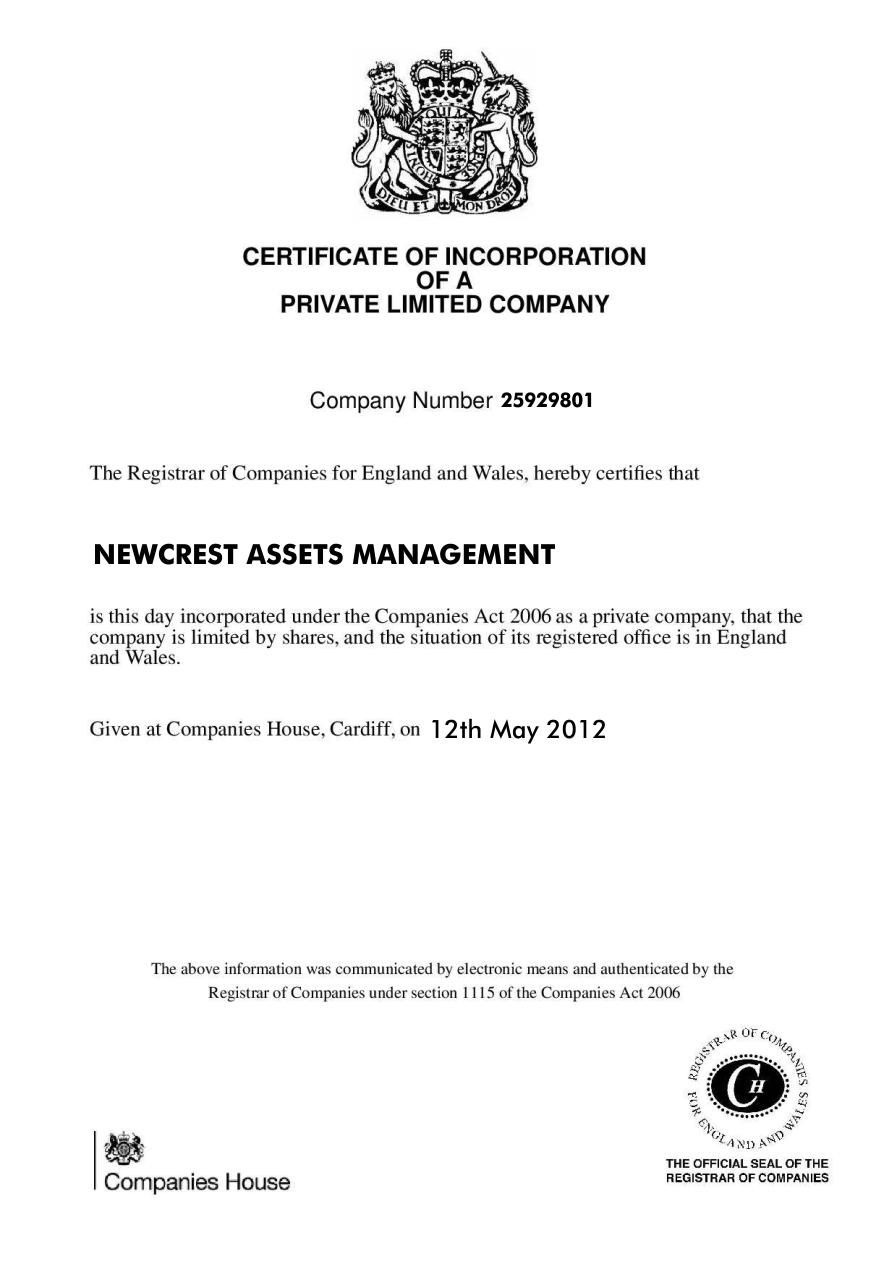 QUI MAL
HONI SOIT
PENSE
DIEU ET MON DROIT
CERTIFICATE OF INCORPORATION
OF A
PRIVATE LIMITED COMPANY
Company Number 25929801
The Registrar of Companies for England and Wales, hereby certifies that
NEWCREST ASSETS MANAGEMENT
is this day incorporated under the Companies Act 2006 as a private company, that the
company is limited by shares, and the situation of its registered office is in England
and Wales.
Given at Companies House, Cardiff, on 12th May 2012
The above information was communicated by electronic means and authenticated by the
Registrar of Companies under section 1115 of the Companies Act 2006
REGISTRAR OF COMPANIES
FOR ENGLAND AND WALES
CH
THE OFFICIAL SEAL OF THE
REGISTRAR OF COMPANIES
Companies House